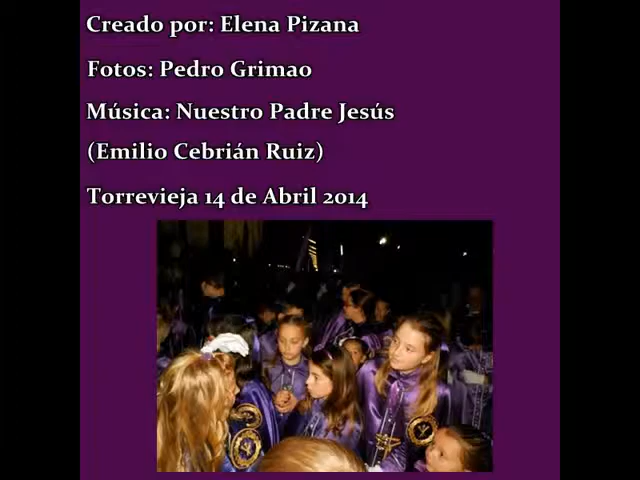 Creado por: Elena Pizana
Fotos: Pedro Grimao
Música: Nuestro Padre Jesús
(Emilio Cebrián Ruiz)
Torrevieja 14 de Abril 2014